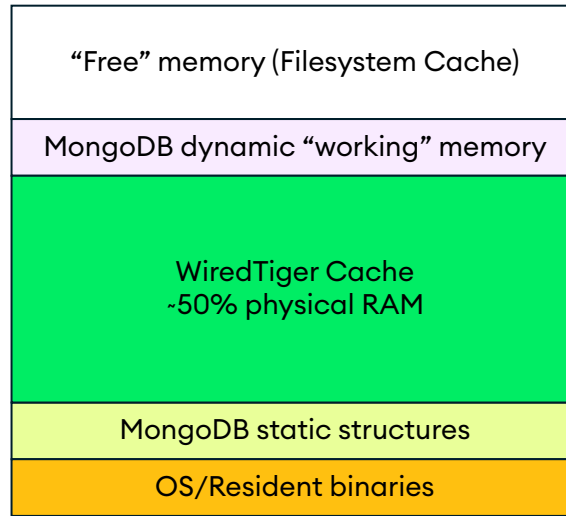 “Free” memory (Filesystem Cache)
MongoDB dynamic “working” memory
WiredTiger Cache
~50% physical RAM
MongoDB static structures
OS/Resident binaries